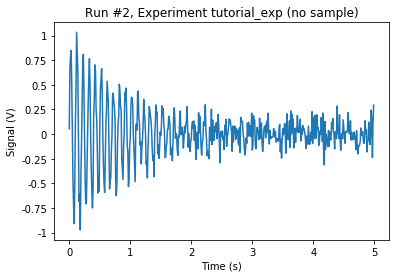 Run #2, Experiment tutorial_exp (no sample)
1
0.75
0.50
0.25
0
-0.25
-0.5
-0.75
-1
Signal (V)
0 1 2 3 4 5
Time (s)